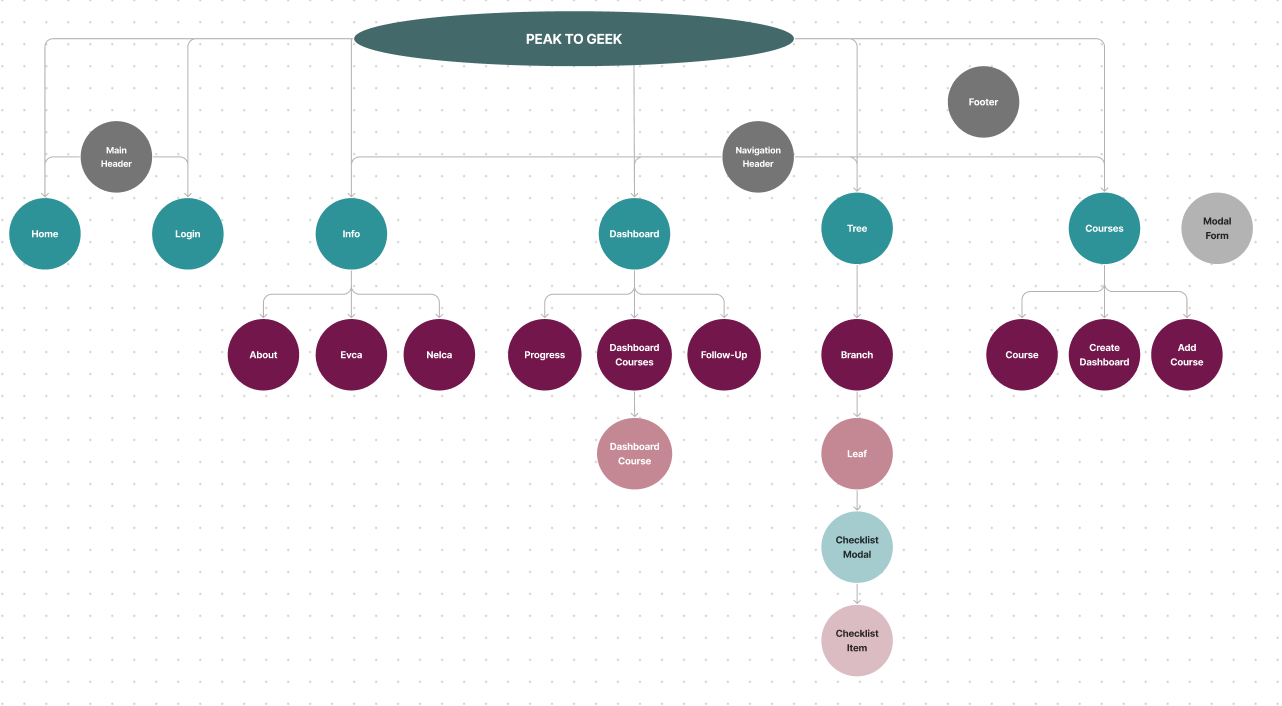 PEAK TO GEEK
Footer
Main
Header
Navigation
Header
Home
Login
Info
Dashboard
Tree
Courses
Modal
Form
About
Evca
Nelca
Progress
Dashboard
Courses
Follow-Up
Branch
Course
Create
Dashboard
Add
Course
Dashboard
Course
Leaf
Checklist
Modal
Checklist
Item